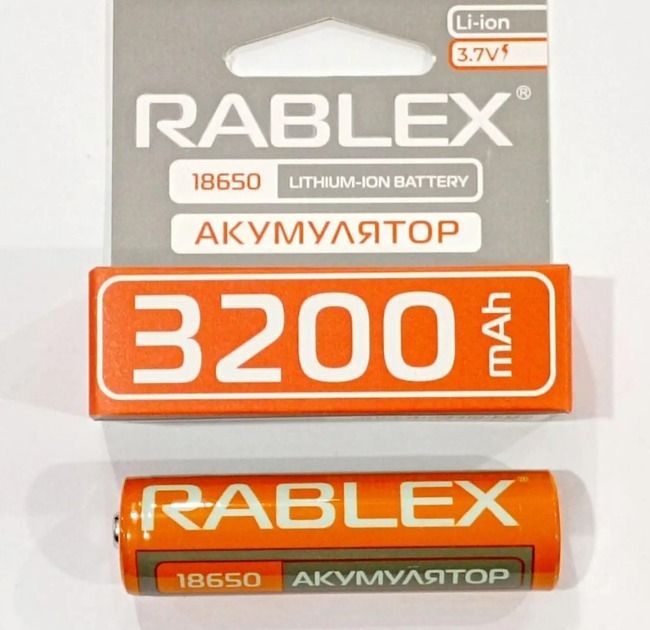 Li-ion
3.7V
RABLEX®
18650 LITHIUM-ION BATTERY
АКУМУЛЯТОР
3200 mAh
RABLEX
18650 АКУМУЛЯТОР